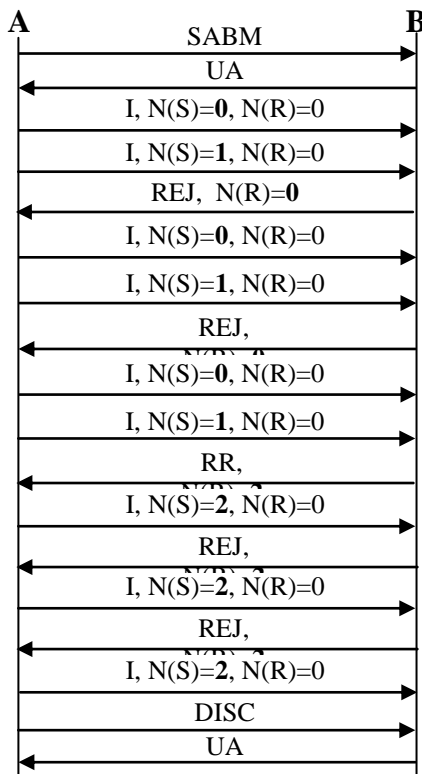 A B
SABM
UA
I, N(S)=0, N(R)=0
I, N(S)=1, N(R)=0
REJ, N(R)=0
I, N(S)=0, N(R)=0
I, N(S)=1, N(R)=0
REJ,
I, N(S)=0, N(R)=0
I, N(S)=1, N(R)=0
RR,
I, N(S)=2, N(R)=0
REJ,
I, N(S)=2, N(R)=0
REJ,
I, N(S)=2, N(R)=0
DISC
UA